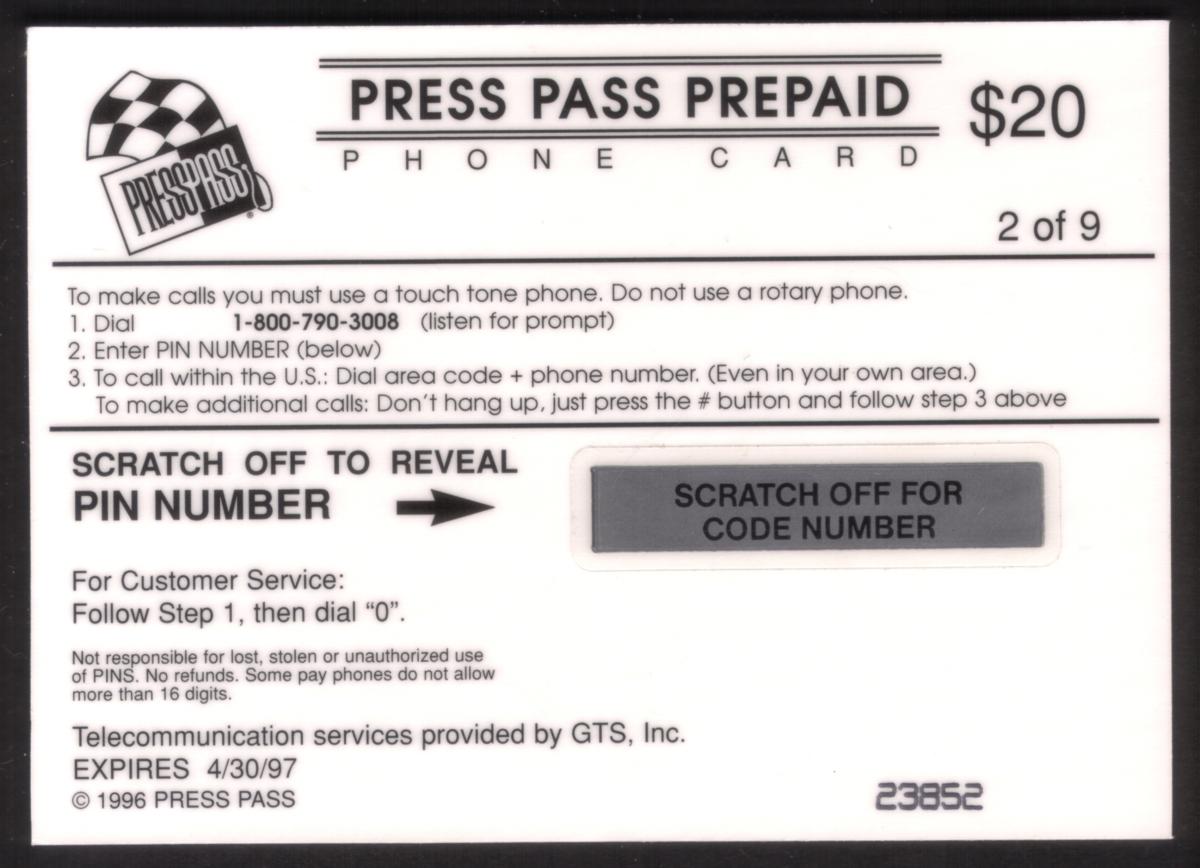 PRESS PASS PREPAID
$20
PHONE CARD
PRESS PASS
2 of 9
To make calls you must use a touch tone phone. Do not use a rotary phone.
1. Dial 1-800-790-3008 (listen for prompt)
2. Enter PIN NUMBER (below)
3. To call within the U.S.: Dial area code + phone number. (Even in your own area.)
To make additional calls: Don't hang up, just press the # button and follow step 3 above
SCRATCH OFF TO REVEAL
PIN NUMBER
SCRATCH OFF FOR
CODE NUMBER
For Customer Service:
Follow Step 1, then dial “0”.
Not responsible for lost, stolen or unauthorized use
of PINS. No refunds. Some pay phones do not allow
more than 16 digits.
Telecommunication services provided by GTS, Inc.
EXPIRES 4/30/97
© 1996 PRESS PASS
23852